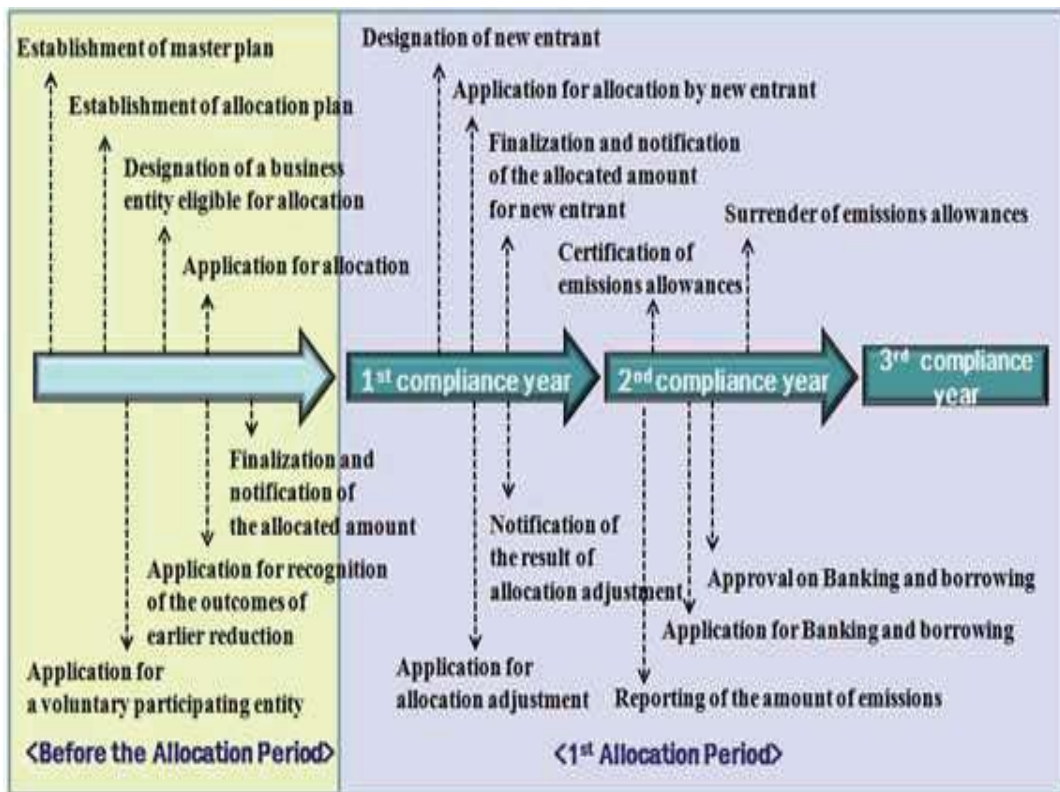 Establishment of master plan
Establishment of allocation plan
Designation of a business
entity eligible for allocation
Application for allocation
Finalization and
notification of
the allocated amount
Application for recognition
of the outcomes of
earlier reduction
Application for
a voluntary participating entity
<Before the Allocation Period>
Designation of new entrant
Application for allocation by new entrant
Finalization and notification
of the allocated amount
for new entrant
Certification of
emissions allowances
Surrender of emissions allowances
1st compliance year
2nd compliance year
3rd compliance
year
Notification of
the result of
allocation adjustment
Approval on Banking and borrowing
Application for Banking and borrowing
Application for
allocation adjustment
Reporting of the amount of emissions
<1st Allocation Period>